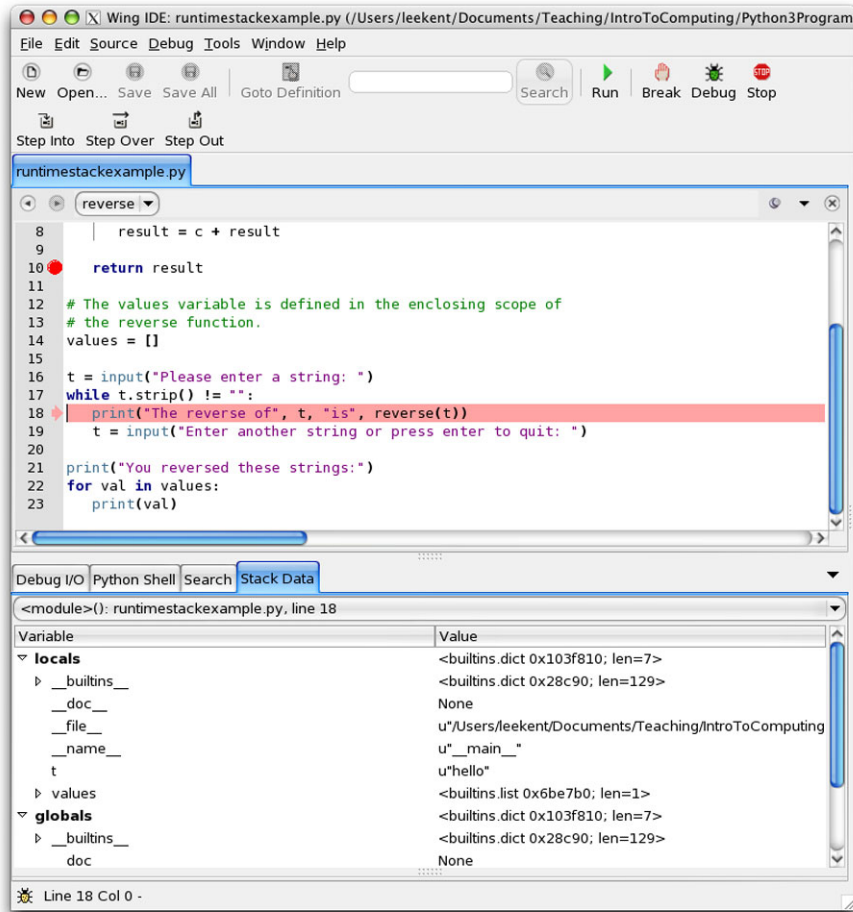 Wing IDE: runtimestackexample.py (/Users/leekent/Documents/Teaching/IntroToComputing/Python3Program
File Edit Source Debug Tools Window Help
New Open... Save Save All Goto Definition Search Run Break Debug Stop
Step Into Step Over Step Out
runtimestackexample.py
reverse
8 result = c + result
9
10 return result
11
12 # The values variable is defined in the enclosing scope of
13 # the reverse function.
14 values = []
15
16 t = input("Please enter a string: ")
17 while t.strip() != "":
18 print("The reverse of", t, "is", reverse(t))
19 t = input("Enter another string or press enter to quit: ")
20
21 print("You reversed these strings:")
22 for val in values:
23 print(val)
Debug I/O Python Shell Search Stack Data
<module>(): runtimestackexample.py, line 18
Variable Value
locals <builtins.dict 0x103f810; len=7>
__builtins__ <builtins.dict 0x28c90; len=129>
__doc__ None
__file__ u"/Users/leekent/Documents/Teaching/IntroToComputing
__name__ u"__main__"
t u"hello"
values <builtins.list 0x6be7b0; len=1>
globals <builtins.dict 0x103f810; len=7>
__builtins__ <builtins.dict 0x28c90; len=129>
doc None
Line 18 Col 0 -